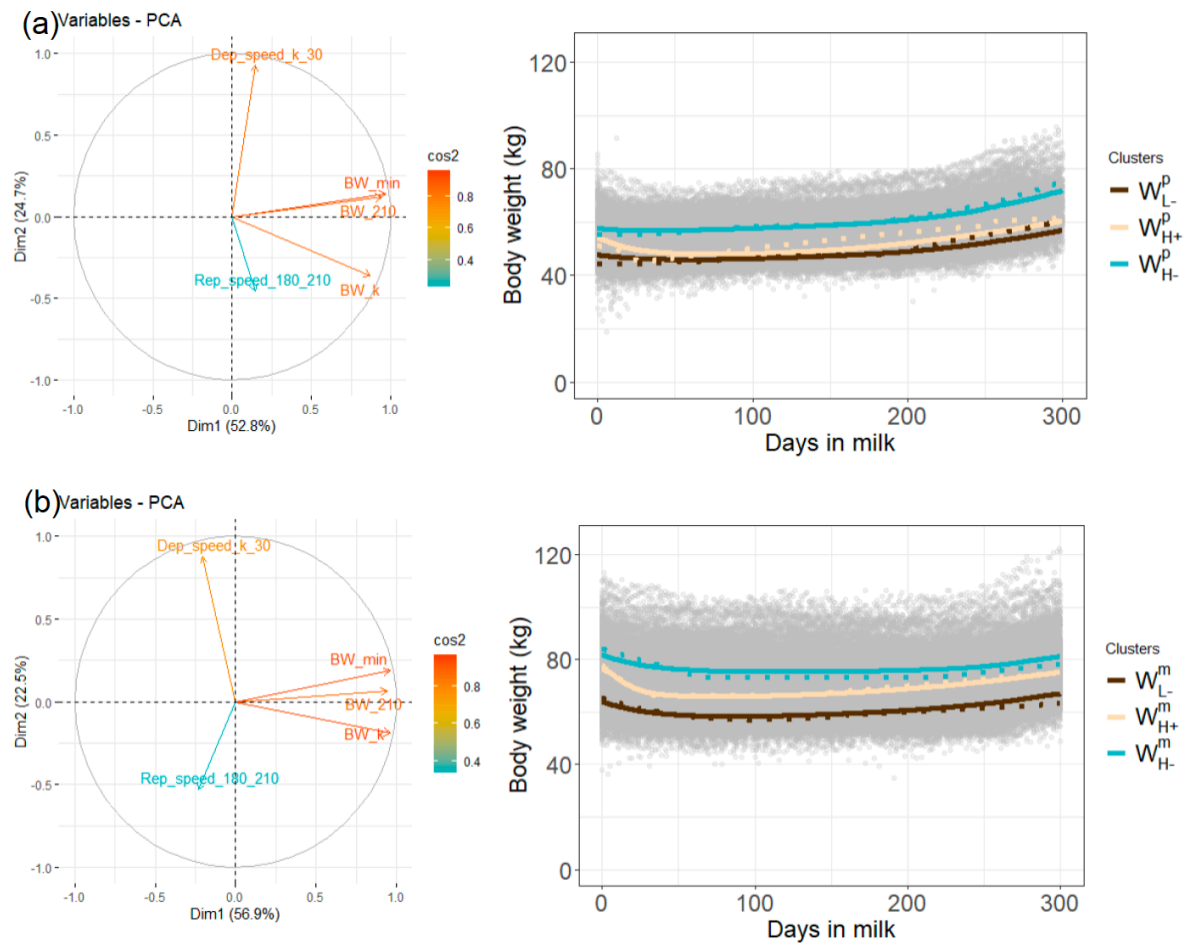 (a) Variables - PCA
Dep_speed_k_30
BW_min
BW_210
Rep_speed_180_210
BW_k
1.0
0.5
0.0
-0.5
-1.0
Dim2 (24.7%)
-1.0 -0.5 0.0 0.5 1.0
Dim1 (52.8%)
cos2
0.8
0.6
0.4
Body weight (kg)
120
80
40
0
0 100 200 300
Days in milk
Clusters
W^p_L-
W^p_H+
W^p_H-
(b) Variables - PCA
Dep_speed_k_30
BW_min
BW_210
BW_k
Rep_speed_180_210
1.0
0.5
0.0
-0.5
-1.0
Dim2 (22.5%)
-1.0 -0.5 0.0 0.5 1.0
Dim1 (56.9%)
cos2
0.8
0.6
0.4
Body weight (kg)
120
80
40
0
0 100 200 300
Days in milk
Clusters
W^m_L-
W^m_H+
W^m_H-